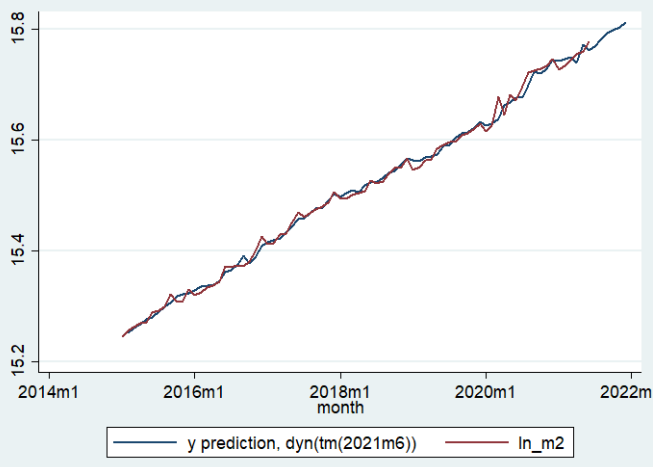 15.8
15.6
15.4
15.2
2014m1 2016m1 2018m1 2020m1 2022m
month
y prediction, dyn(tm(2021m6)) ln_m2